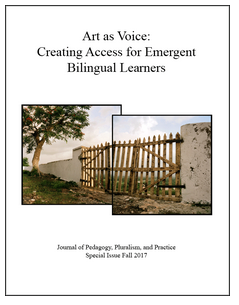 Art as Voice:
Creating Access for Emergent
Bilingual Learners
Journal of Pedagogy, Pluralism, and Practice
Special Issue Fall 2017